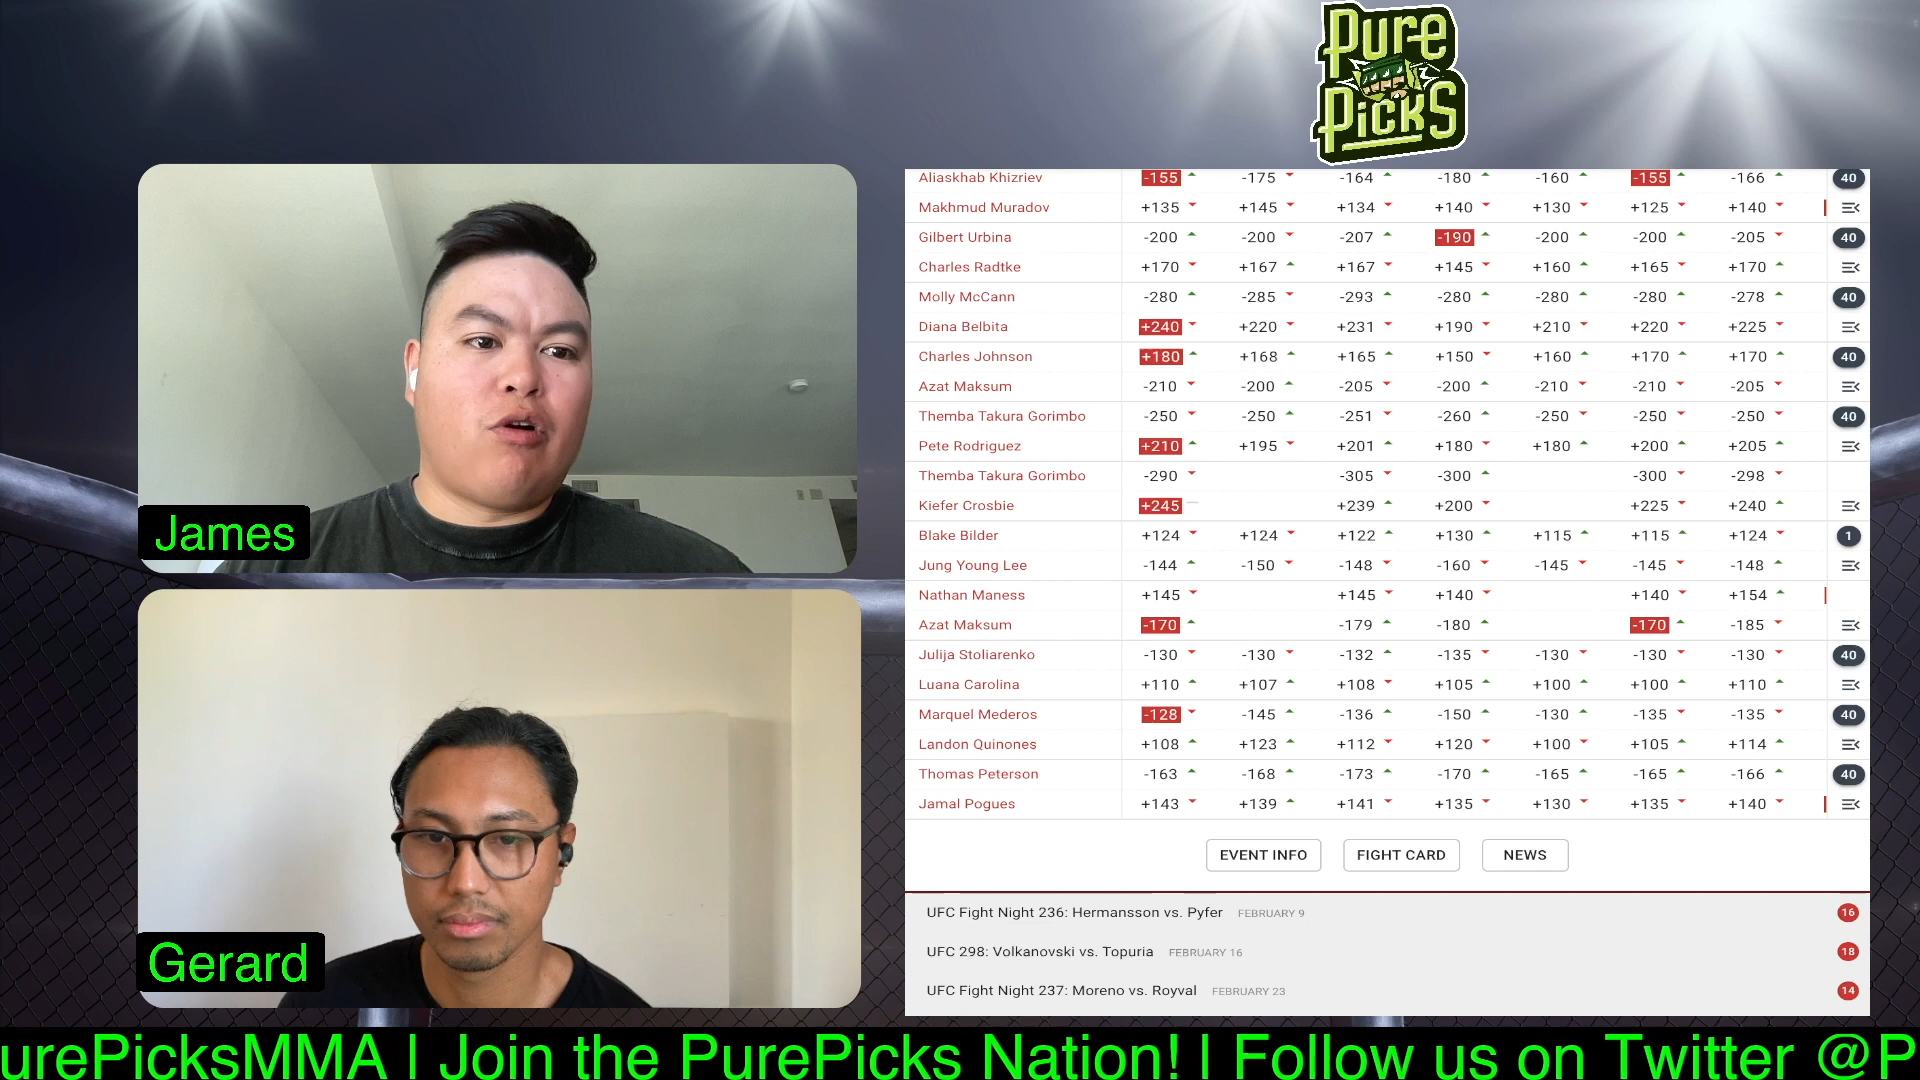 Pure
Picks
James
Gerard
Aliaskhab Khizriev -155 -175 -164 -180 -160 -155 -166 40
Makhmud Muradov +135 +145 +134 +140 +130 +125 +140
Gilbert Urbina -200 -200 -207 -190 -200 -200 -205 40
Charles Radtke +170 +167 +167 +145 +160 +165 +170
Molly McCann -280 -285 -293 -280 -280 -280 -278 40
Diana Belbita +240 +220 +231 +190 +210 +220 +225
Charles Johnson +180 +168 +165 +150 +160 +170 +170 40
Azat Maksum -210 -200 -205 -200 -210 -210 -205
Themba Takura Gorimbo -250 -250 -251 -260 -250 -250 -250 40
Pete Rodriguez +210 +195 +201 +180 +180 +200 +205
Themba Takura Gorimbo -290 -305 -300 -300 -298
Kiefer Crosbie +245 +239 +200 +225 +240
Blake Bilder +124 +124 +122 +130 +115 +115 +124 1
Jung Young Lee -144 -150 -148 -160 -145 -145 -148
Nathan Maness +145 +145 +140 +140 +154
Azat Maksum -170 -179 -180 -170 -185
Julija Stoliarenko -130 -130 -132 -135 -130 -130 -130 40
Luana Carolina +110 +107 +108 +105 +100 +100 +110
Marquel Mederos -128 -145 -136 -150 -130 -135 -135 40
Landon Quinones +108 +123 +112 +120 +100 +105 +114
Thomas Peterson -163 -168 -173 -170 -165 -165 -166 40
Jamal Pogues +143 +139 +141 +135 +130 +135 +140
EVENT INFO FIGHT CARD NEWS
UFC Fight Night 236: Hermansson vs. Pyfer FEBRUARY 9 16
UFC 298: Volkanovski vs. Topuria FEBRUARY 16 18
UFC Fight Night 237: Moreno vs. Royval FEBRUARY 23 14
urePicksMMA | Join the PurePicks Nation! | Follow us on Twitter @P